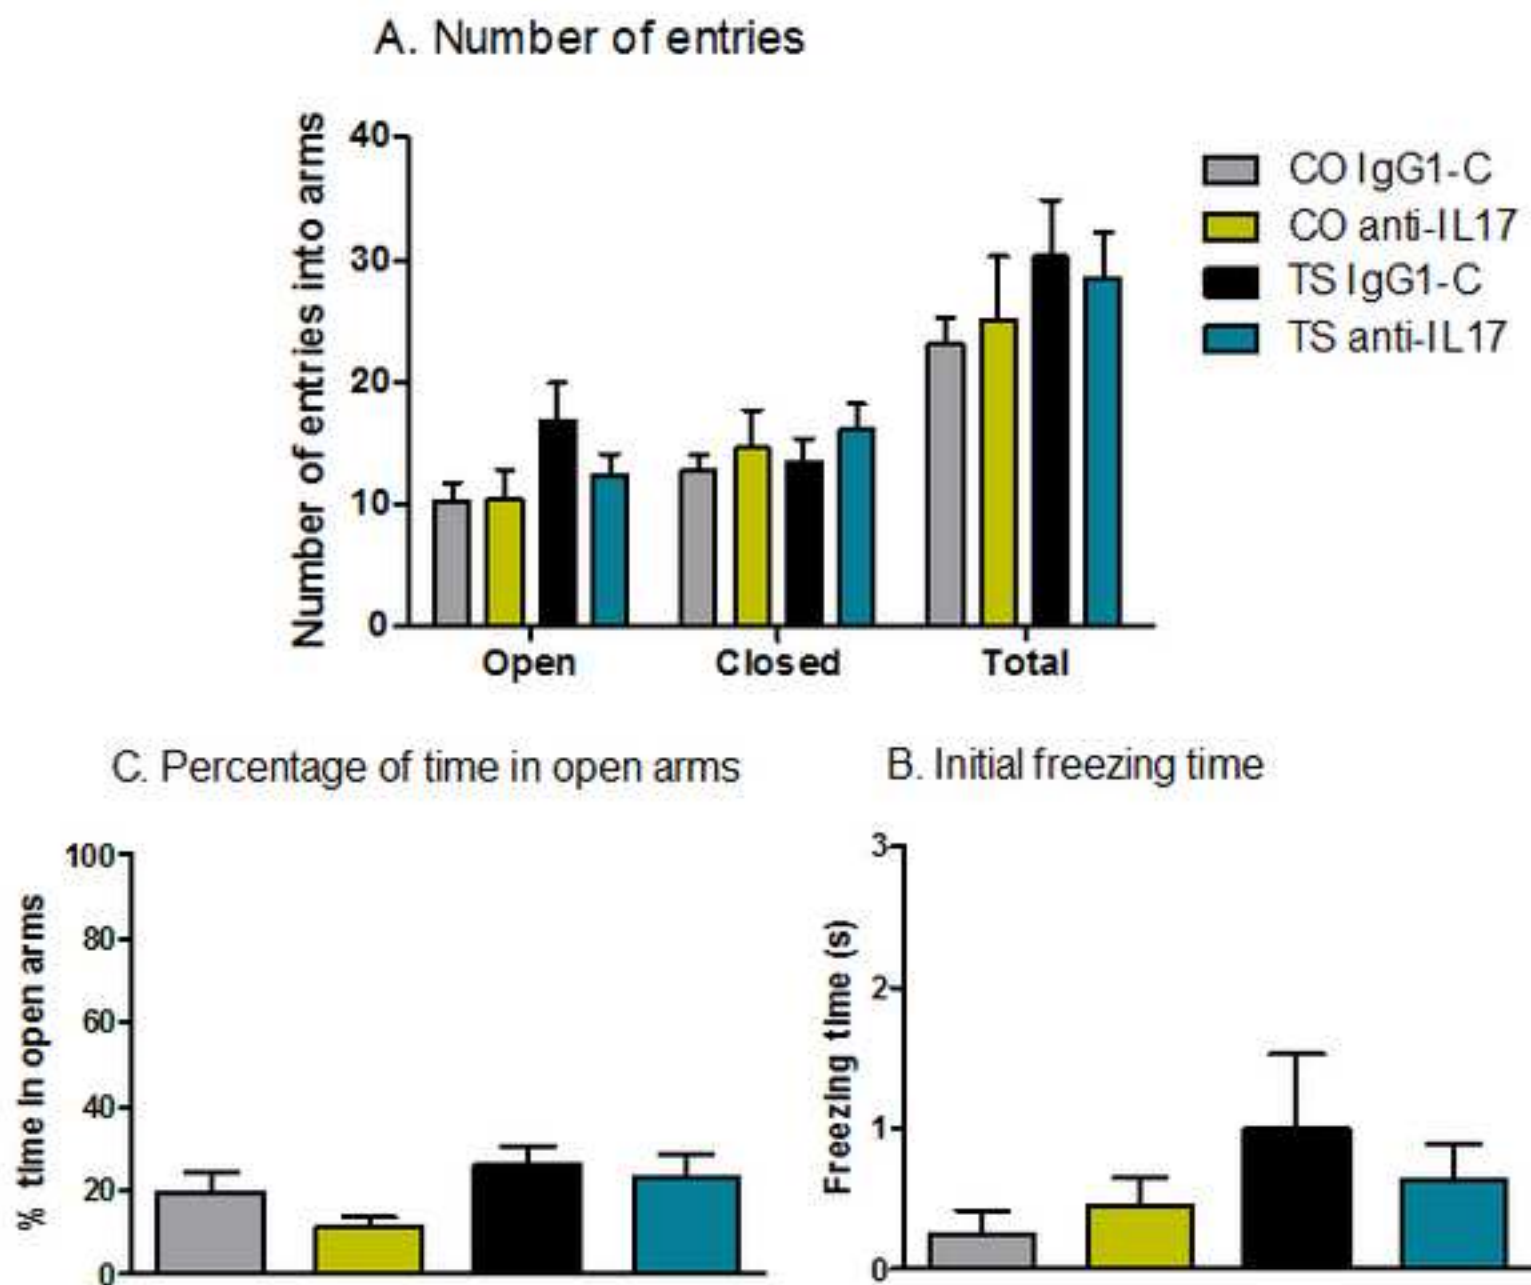 A. Number of entries
Number of entries into arms
40
30
20
10
0
Open Closed Total
CO IgG1-C
CO anti-IL17
TS IgG1-C
TS anti-IL17
C. Percentage of time in open arms
% time in open arms
100
80
60
40
20
0
B. Initial freezing time
Freezing time (s)
3
2
1
0